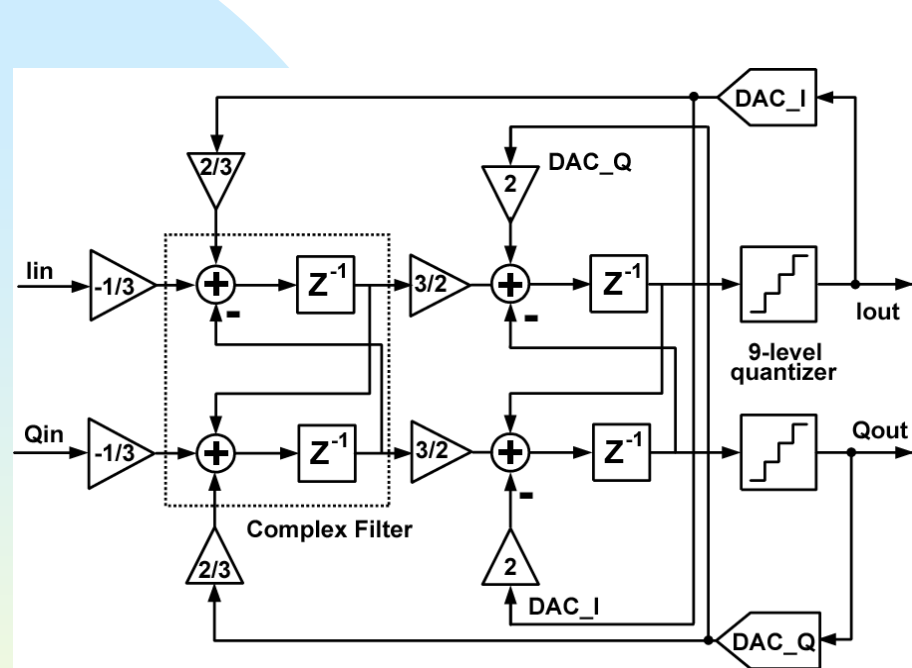 DAC_I
2/3
2
DAC_Q
Iin
-1/3
+
Z-1
3/2
+
Z-1
-
-
Iout
9-level
quantizer
Qin
-1/3
+
Z-1
3/2
+
Z-1
Qout
-
Complex Filter
2/3
2
DAC_I
DAC_Q